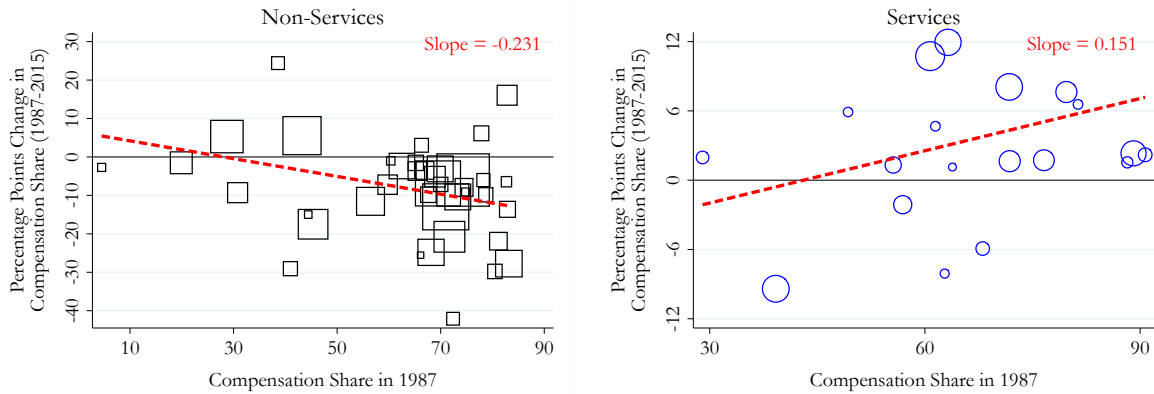 Non-Services
Slope = -0.231
Percentage Points Change in
Compensation Share (1987-2015)
30
20
10
0
-10
-20
-30
-40
10
30
50
70
90
Compensation Share in 1987
Services
Slope = 0.151
Percentage Points Change in
Compensation Share (1987-2015)
12
6
0
-6
-12
30
60
90
Compensation Share in 1987